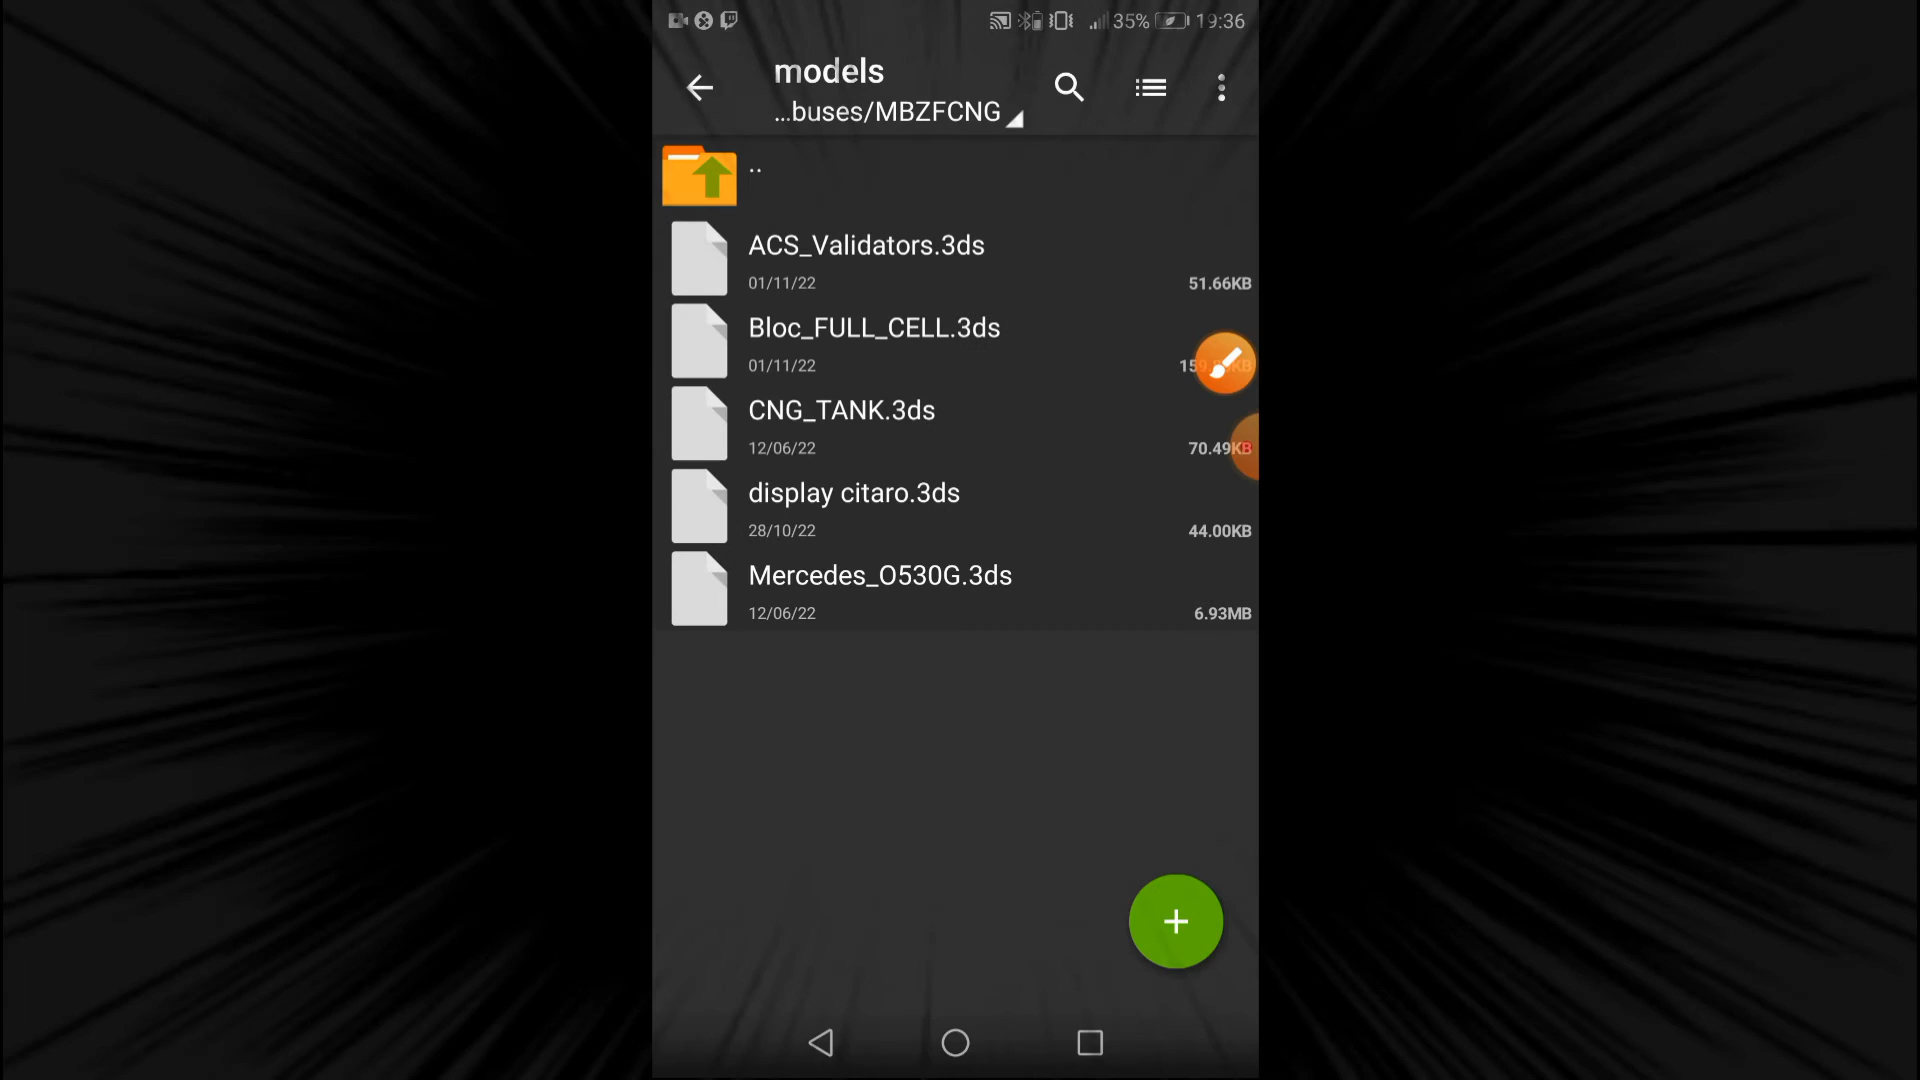 35% 19:36
models
...buses/MBZFCNG
..
ACS_Validators.3ds
01/11/22 51.66KB
Bloc_FULL_CELL.3ds
01/11/22
CNG_TANK.3ds
12/06/22 70.49KB
display citaro.3ds
28/10/22 44.00KB
Mercedes_O530G.3ds
12/06/22 6.93MB